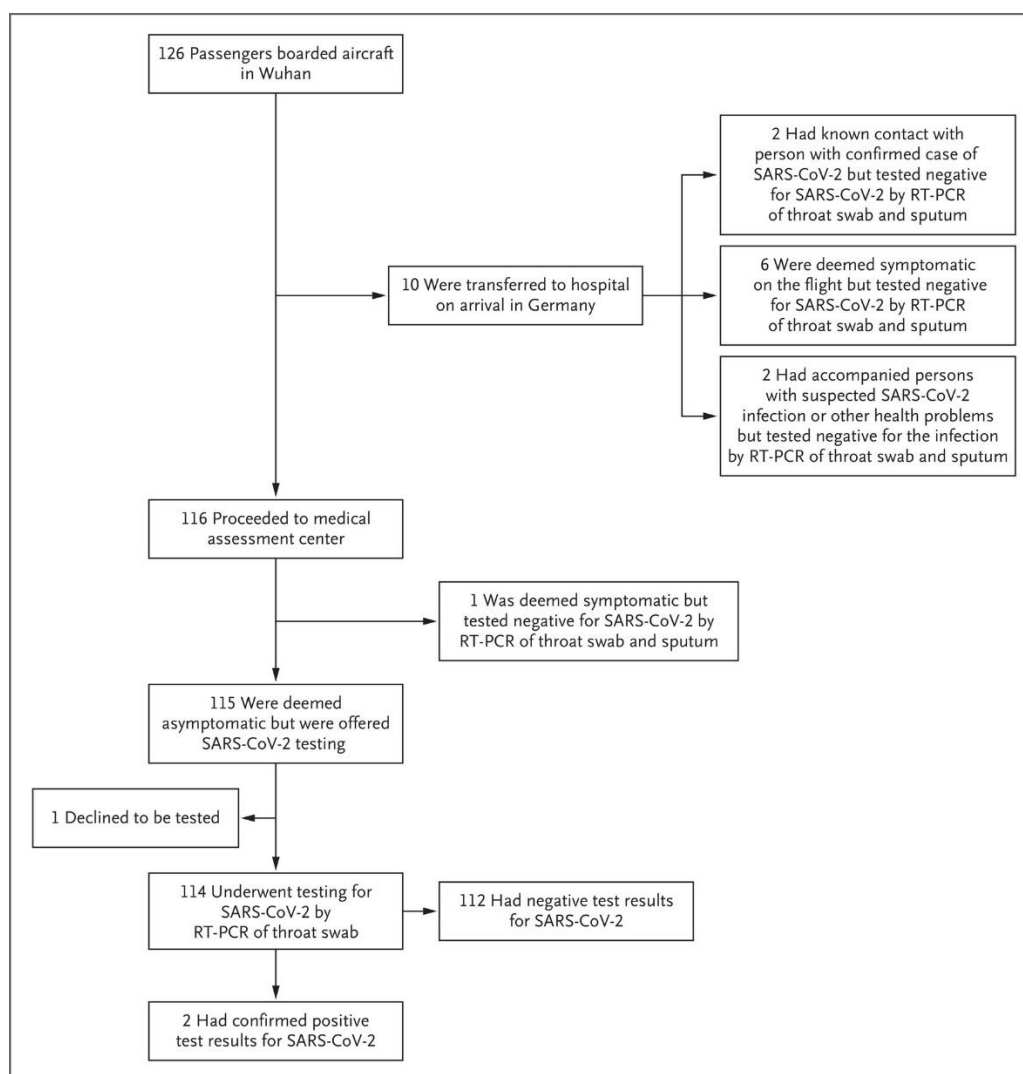 126 Passengers boarded aircraft
in Wuhan
2 Had known contact with
person with confirmed case of
SARS-CoV-2 but tested negative
for SARS-CoV-2 by RT-PCR
of throat swab and sputum
10 Were transferred to hospital
on arrival in Germany
6 Were deemed symptomatic
on the flight but tested negative
for SARS-CoV-2 by RT-PCR
of throat swab and sputum
2 Had accompanied persons
with suspected SARS-CoV-2
infection or other health problems
but tested negative for the infection
by RT-PCR of throat swab and sputum
116 Proceeded to medical
assessment center
1 Was deemed symptomatic but
tested negative for SARS-CoV-2 by
RT-PCR of throat swab and sputum
115 Were deemed
asymptomatic but were offered
SARS-CoV-2 testing
1 Declined to be tested
114 Underwent testing for
SARS-CoV-2 by
RT-PCR of throat swab
112 Had negative test results
for SARS-CoV-2
2 Had confirmed positive
test results for SARS-CoV-2